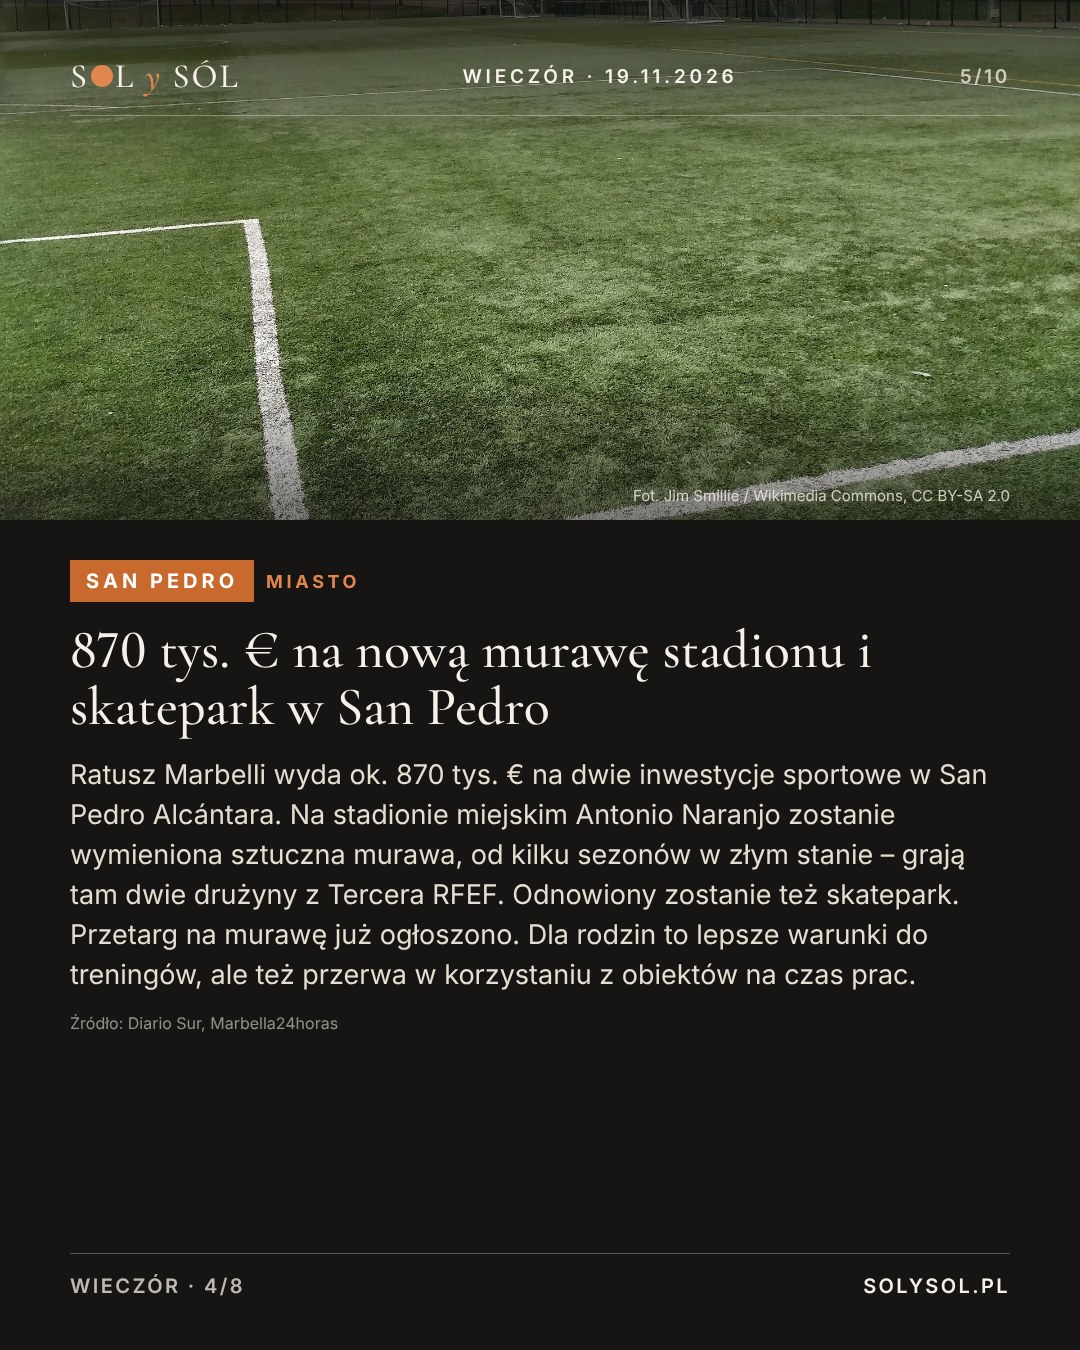 SOL y SÓL
WIECZÓR · 19.11.2026
5/10
Fot. Jim Smillie / Wikimedia Commons, CC BY-SA 2.0
SAN PEDRO
MIASTO
870 tys. € na nową murawę stadionu i
skatepark w San Pedro
Ratusz Marbelli wyda ok. 870 tys. € na dwie inwestycje sportowe w San
Pedro Alcántara. Na stadionie miejskim Antonio Naranjo zostanie
wymieniona sztuczna murawa, od kilku sezonów w złym stanie – grają
tam dwie drużyny z Tercera RFEF. Odnowiony zostanie też skatepark.
Przetarg na murawę już ogłoszono. Dla rodzin to lepsze warunki do
treningów, ale też przerwa w korzystaniu z obiektów na czas prac.
Źródło: Diario Sur, Marbella24horas
WIECZÓR · 4/8
SOLYSOL.PL